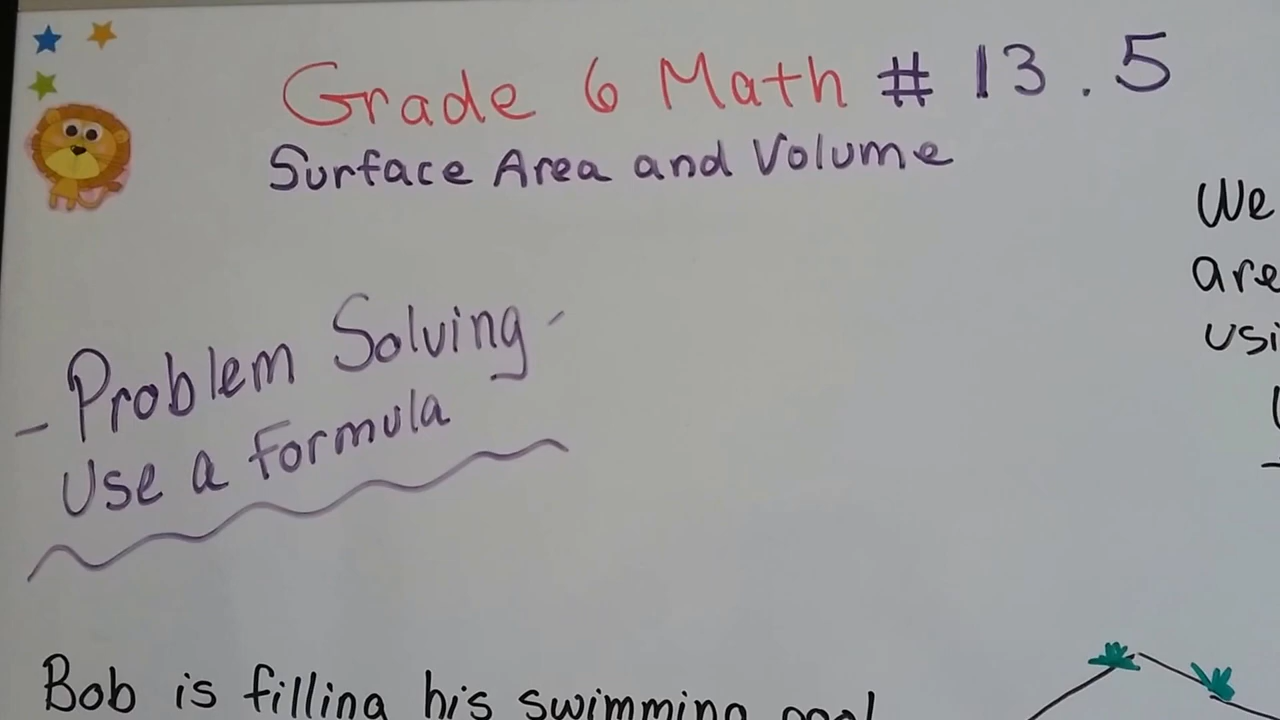 Grade 6 Math # 13.5
Surface Area and Volume
We
are
- Problem Solving -
Use a formula
Bob is filling his swimming pool